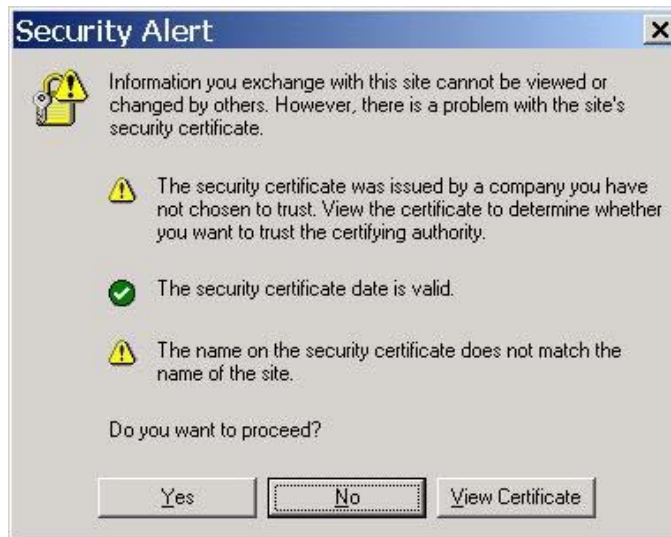 Security Alert
Information you exchange with this site cannot be viewed or
changed by others. However, there is a problem with the site's
security certificate.
The security certificate was issued by a company you have
not chosen to trust. View the certificate to determine whether
you want to trust the certifying authority.
The security certificate date is valid.
The name on the security certificate does not match the
name of the site.
Do you want to proceed?
Yes No View Certificate